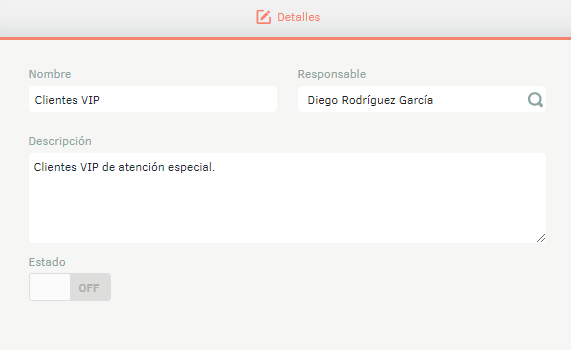 Detalles
Nombre
Responsable
Clientes VIP
Diego Rodríguez García
Descripción
Clientes VIP de atención especial.
Estado
OFF